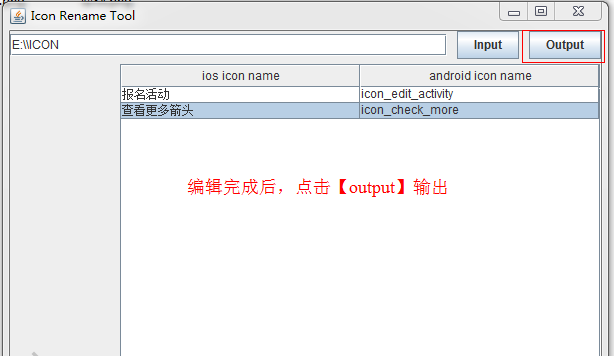 Icon Rename Tool
E:\\ICON
Input
Output
ios icon name
android icon name
报名活动
icon_edit_activity
查看更多箭头
icon_check_more
编辑完成后，点击【output】输出